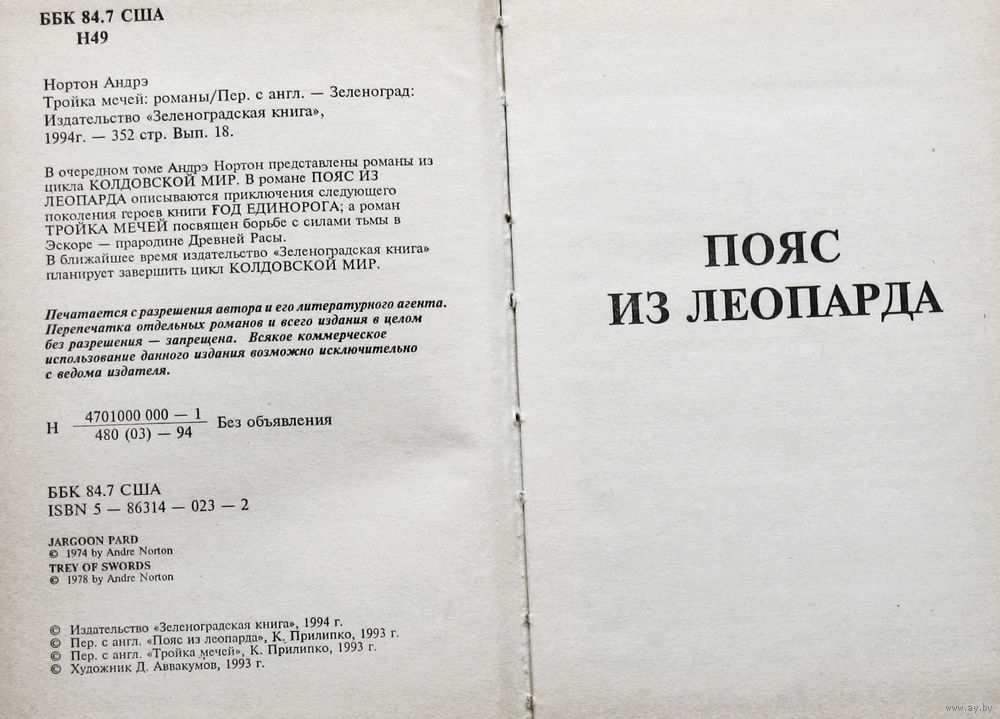 ББК 84.7 США
Н49
Нортон Андрэ
Тройка мечей: романы/Пер. с англ. — Зеленоград:
Издательство «Зеленоградская книга»,
1994г. — 352 стр. Вып. 18.
В очередном томе Андрэ Нортон представлены романы из
цикла КОЛДОВСКОЙ МИР. В романе ПОЯС ИЗ
ЛЕОПАРДА описываются приключения следующего
поколения героев книги ГОД ЕДИНОРОГА; а роман
ТРОЙКА МЕЧЕЙ посвящен борьбе с силами тьмы в
Эскоре — прародине Древней Расы.
В ближайшее время издательство «Зеленоградская книга»
планирует завершить цикл КОЛДОВСКОЙ МИР.
Печатается с разрешения автора и его литературного агента.
Перепечатка отдельных романов и всего издания в целом
без разрешения — запрещена. Всякое коммерческое
использование данного издания возможно исключительно
с ведома издателя.
Н 4701000 000 — 1
480 (03) — 94 Без объявления
ББК 84.7 США
ISBN 5 — 86314 — 023 — 2
JARGOON PARD
© 1974 by Andre Norton
TREY OF SWORDS
© 1978 by Andre Norton
© Издательство «Зеленоградская книга», 1994 г.
© Пер. с англ. «Пояс из леопарда», К. Прилипко, 1993 г.
© Пер. с англ. «Тройка мечей», К. Прилипко, 1993 г.
© Художник Д. Аввакумов, 1993 г.
ПОЯС
ИЗ ЛЕОПАРДА
www.ay.by